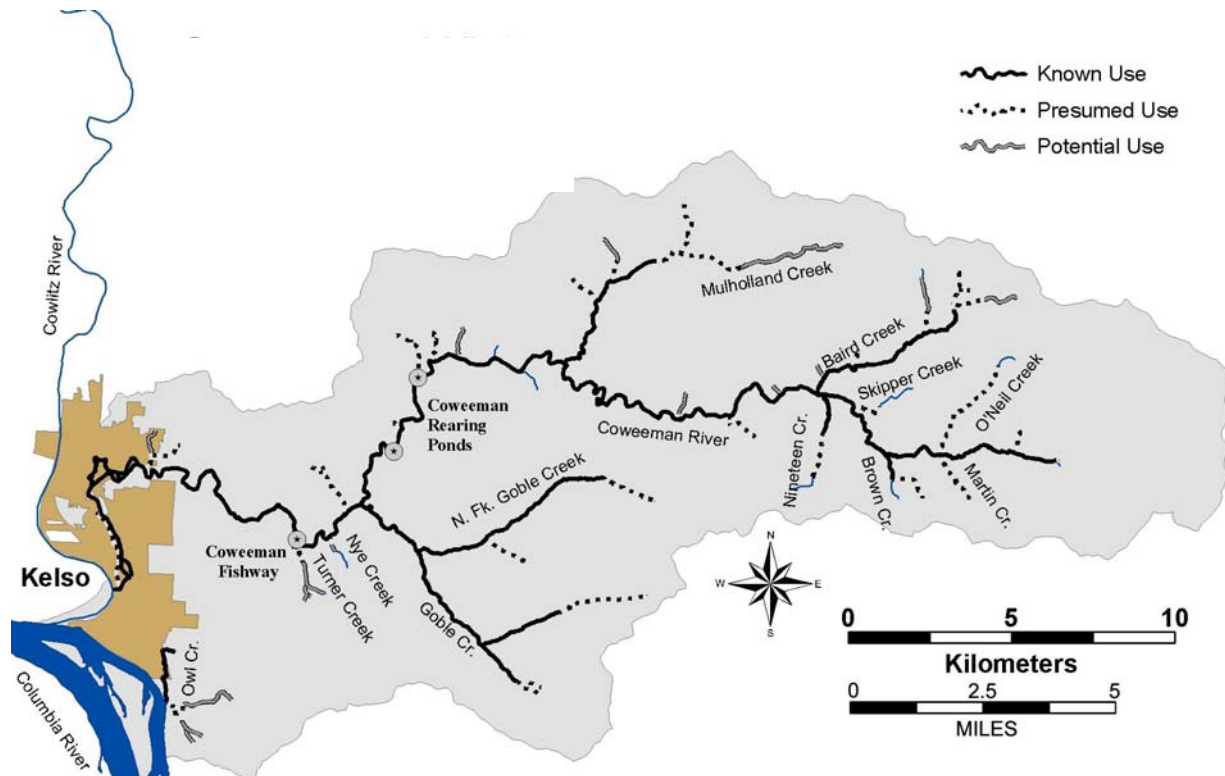 Known Use
Presumed Use
Potential Use
Cowlitz River
Mulholland Creek
Baird Creek
Skipper Creek
O'Neil Creek
Coweeman
Rearing
Ponds
Coweeman River
Nineteen Cr.
Brown Cr.
Martin Cr.
N. Fk. Goble Creek
Coweeman
Fishway
Nye Creek
Turner Creek
Goble Cr.
Kelso
Owl Cr.
Columbia River
N
W E
S
0 5 10
Kilometers
0 2.5 5
MILES